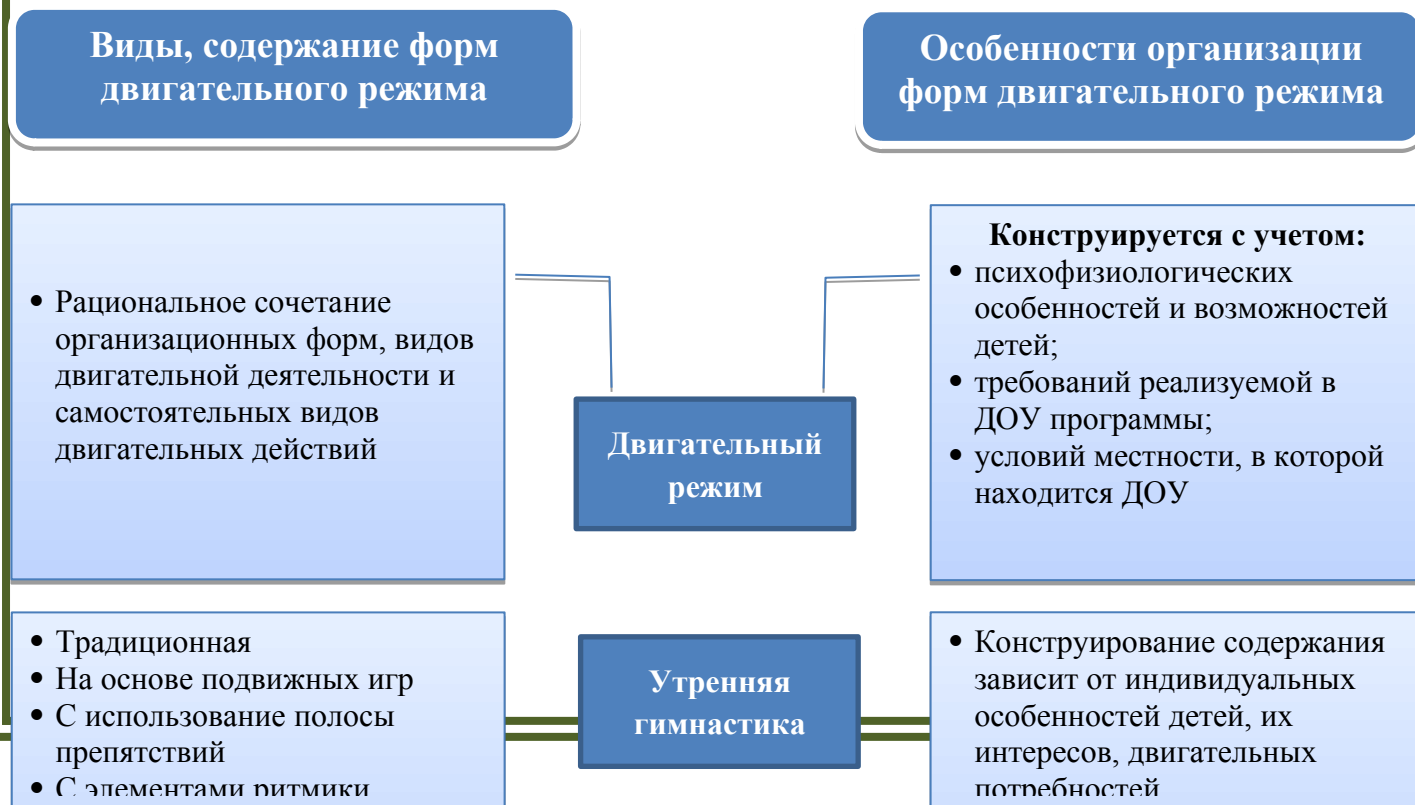 Виды, содержание форм
двигательного режима
Особенности организации
форм двигательного режима
• Рациональное сочетание
организационных форм, видов
двигательной деятельности и
самостоятельных видов
двигательных действий
Двигательный
режим
Конструируется с учетом:
• психофизиологических
особенностей и возможностей
детей;
• требований реализуемой в
ДОУ программы;
• условий местности, в которой
находится ДОУ
• Традиционная
• На основе подвижных игр
• С использование полосы
препятствий
• С элементами ритмики
Утренняя
гимнастика
• Конструирование содержания
зависит от индивидуальных
особенностей детей, их
интересов, двигательных
потребностей